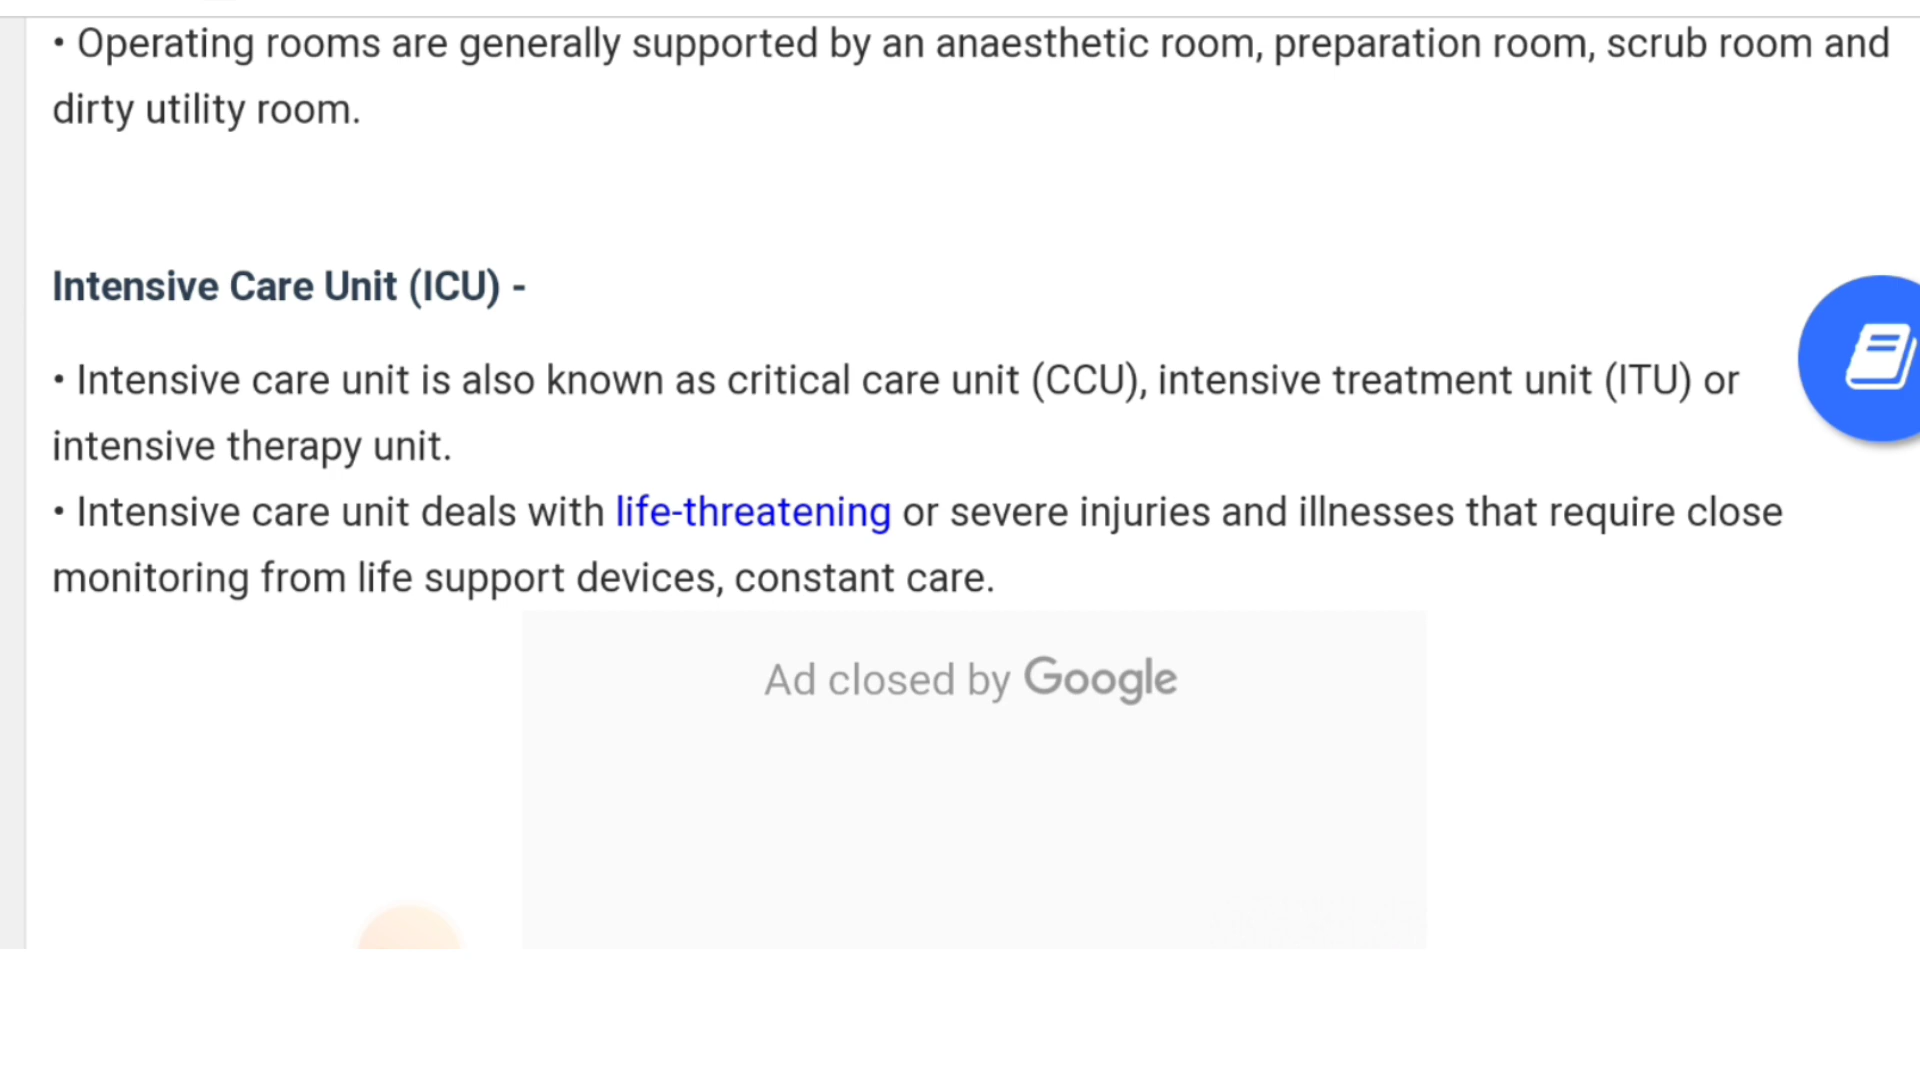 • Operating rooms are generally supported by an anaesthetic room, preparation room, scrub room and
dirty utility room.
Intensive Care Unit (ICU) -
• Intensive care unit is also known as critical care unit (CCU), intensive treatment unit (ITU) or
intensive therapy unit.
• Intensive care unit deals with life-threatening or severe injuries and illnesses that require close
monitoring from life support devices, constant care.
Ad closed by Google